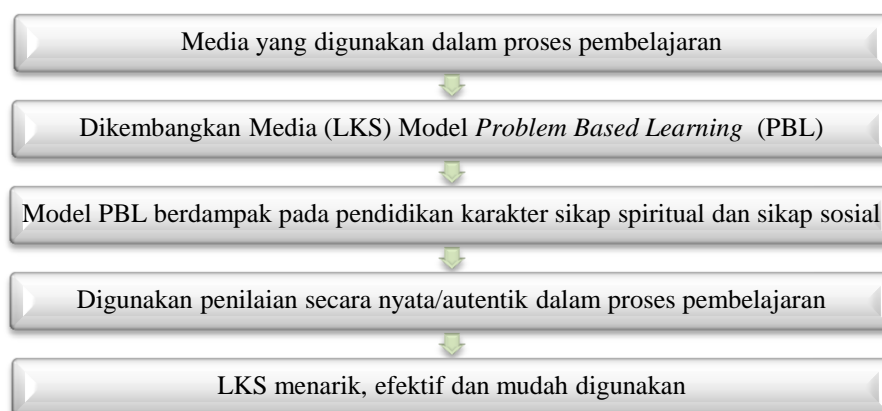 Media yang digunakan dalam proses pembelajaran
Dikembangkan Media (LKS) Model Problem Based Learning (PBL)
Model PBL berdampak pada pendidikan karakter sikap spiritual dan sikap sosial
Digunakan penilaian secara nyata/autentik dalam proses pembelajaran
LKS menarik, efektif dan mudah digunakan